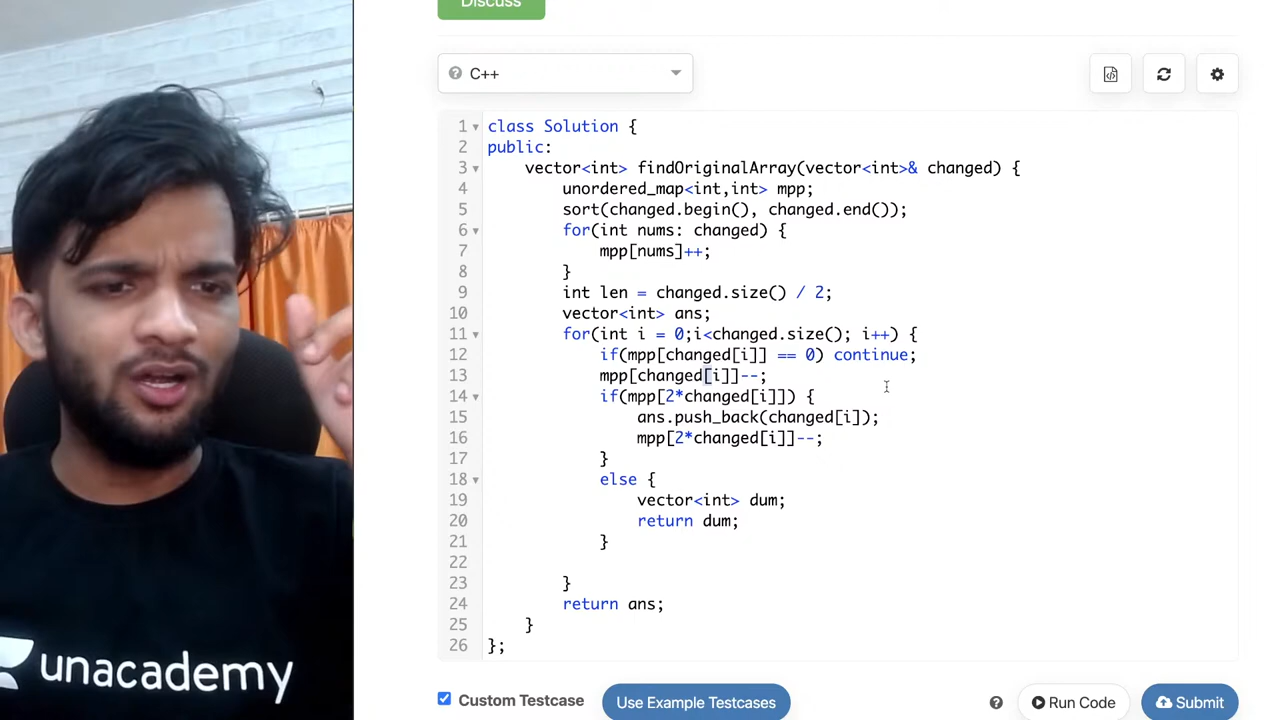 Discuss
C++
1 class Solution {
2 public:
3 vector<int> findOriginalArray(vector<int>& changed) {
4 unordered_map<int,int> mpp;
5 sort(changed.begin(), changed.end());
6 for(int nums: changed) {
7 mpp[nums]++;
8 }
9 int len = changed.size() / 2;
10 vector<int> ans;
11 for(int i = 0;i<changed.size(); i++) {
12 if(mpp[changed[i]] == 0) continue;
13 mpp[changed[i]]--;
14 if(mpp[2*changed[i]]) {
15 ans.push_back(changed[i]);
16 mpp[2*changed[i]]--;
17 }
18 else {
19 vector<int> dum;
20 return dum;
21 }
22
23 }
24 return ans;
25 }
26 };
unacademy
Custom Testcase Use Example Testcases Run Code Submit